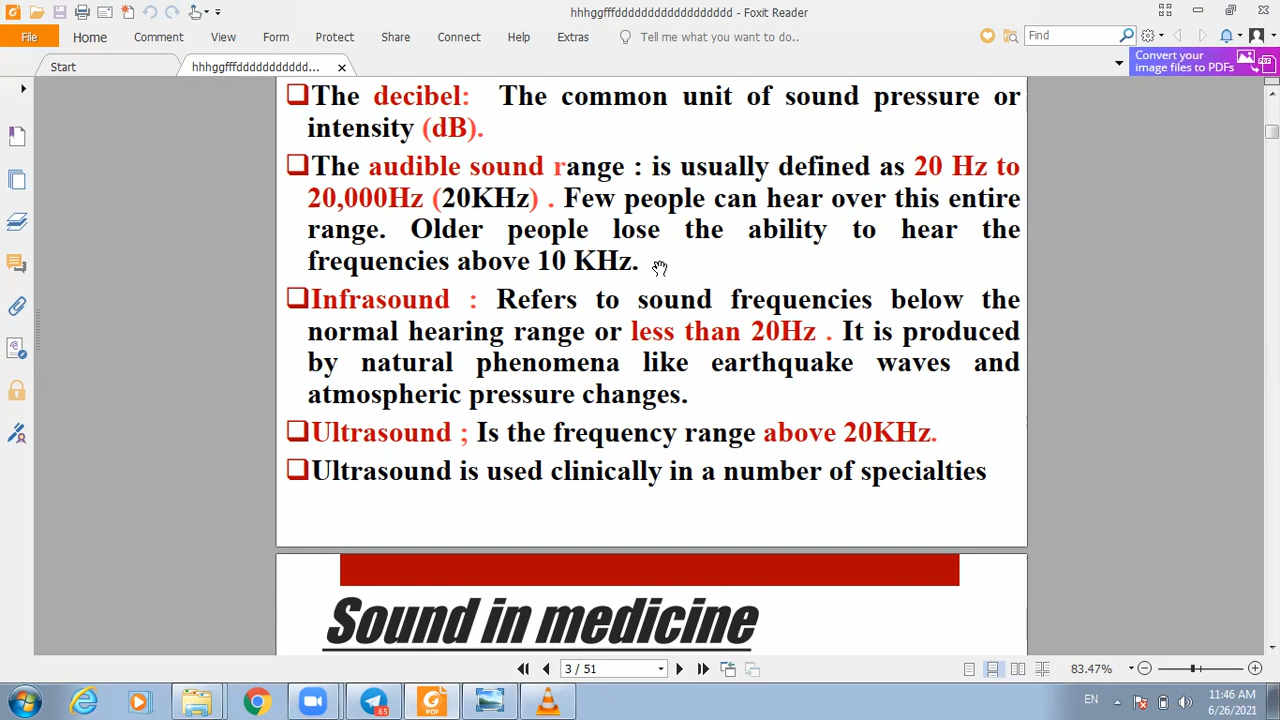 hhhggfffdddddddddddddddddd - Foxit Reader
File Home Comment View Form Protect Share Connect Help Extras Tell me what you want to do.. Find
Start hhhggfffddddddddddd... Convert your
image files to PDFs
The decibel: The common unit of sound pressure or
intensity (dB).
The audible sound range : is usually defined as 20 Hz to
20,000Hz (20KHz) . Few people can hear over this entire
range. Older people lose the ability to hear the
frequencies above 10 KHz.
Infrasound : Refers to sound frequencies below the
normal hearing range or less than 20Hz . It is produced
by natural phenomena like earthquake waves and
atmospheric pressure changes.
Ultrasound ; Is the frequency range above 20KHz.
Ultrasound is used clinically in a number of specialties
Sound in medicine
3 / 51 83.47%
65 PDF EN 11:46 AM
6/26/2021